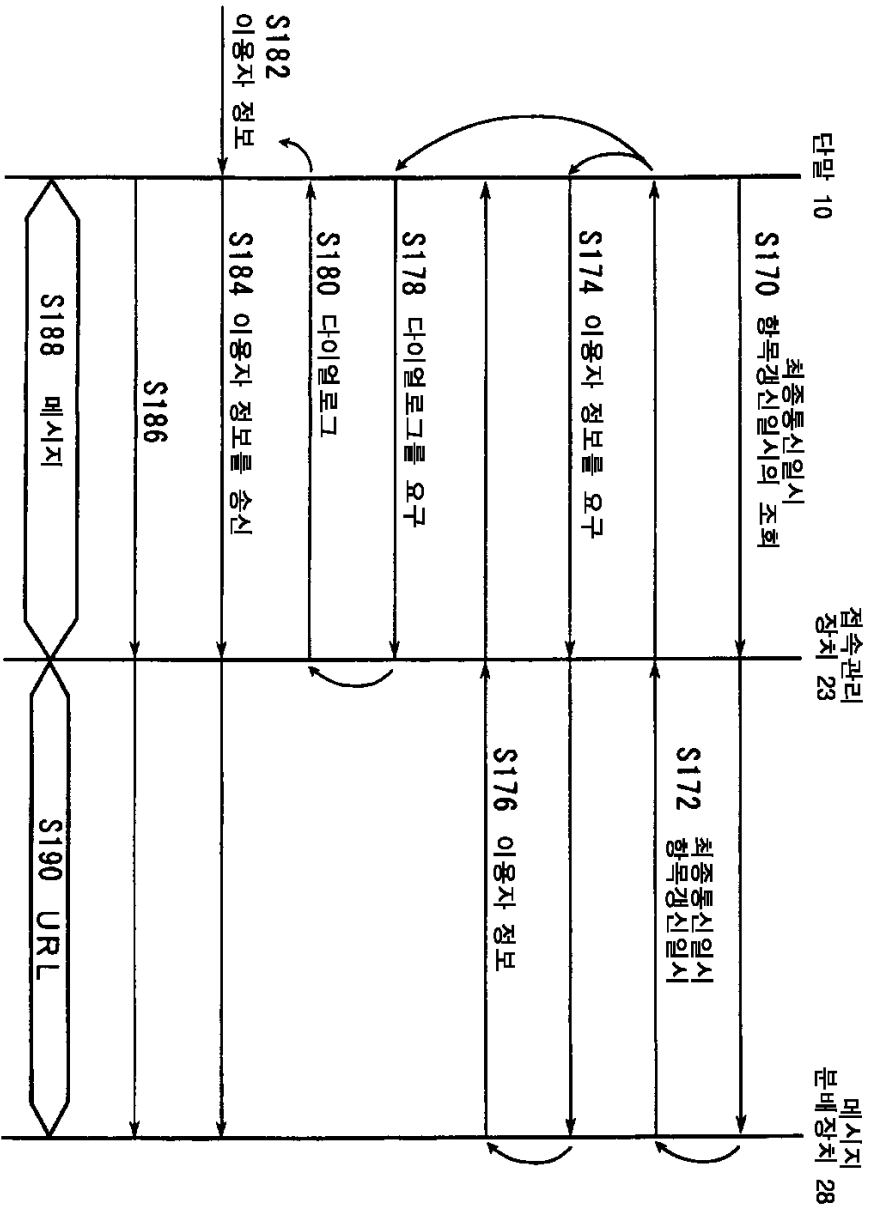 단말 10
접속관리
장치 23
메시지
분배장치 28
최종통신일시
S170 항목갱신일시의 조회
S172 최종통신일시
항목갱신일시
S174 이용자 정보를 요구
S176 이용자 정보
S178 다이얼로그를 요구
S180 다이얼로그
S182
이용자 정보
S184 이용자 정보를 송신
S186
S188 메시지
S190 URL